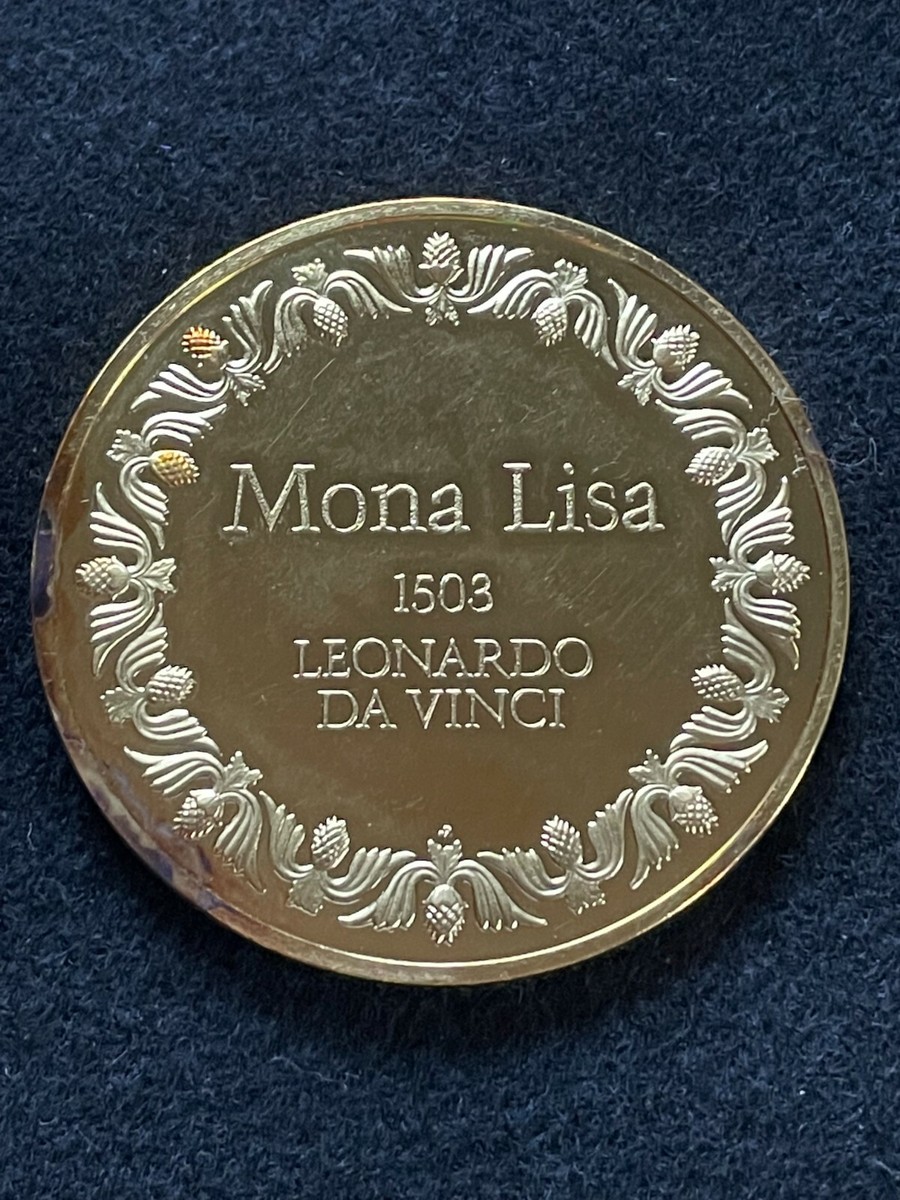 Mona Lisa
1503
LEONARDO
DA VINCI